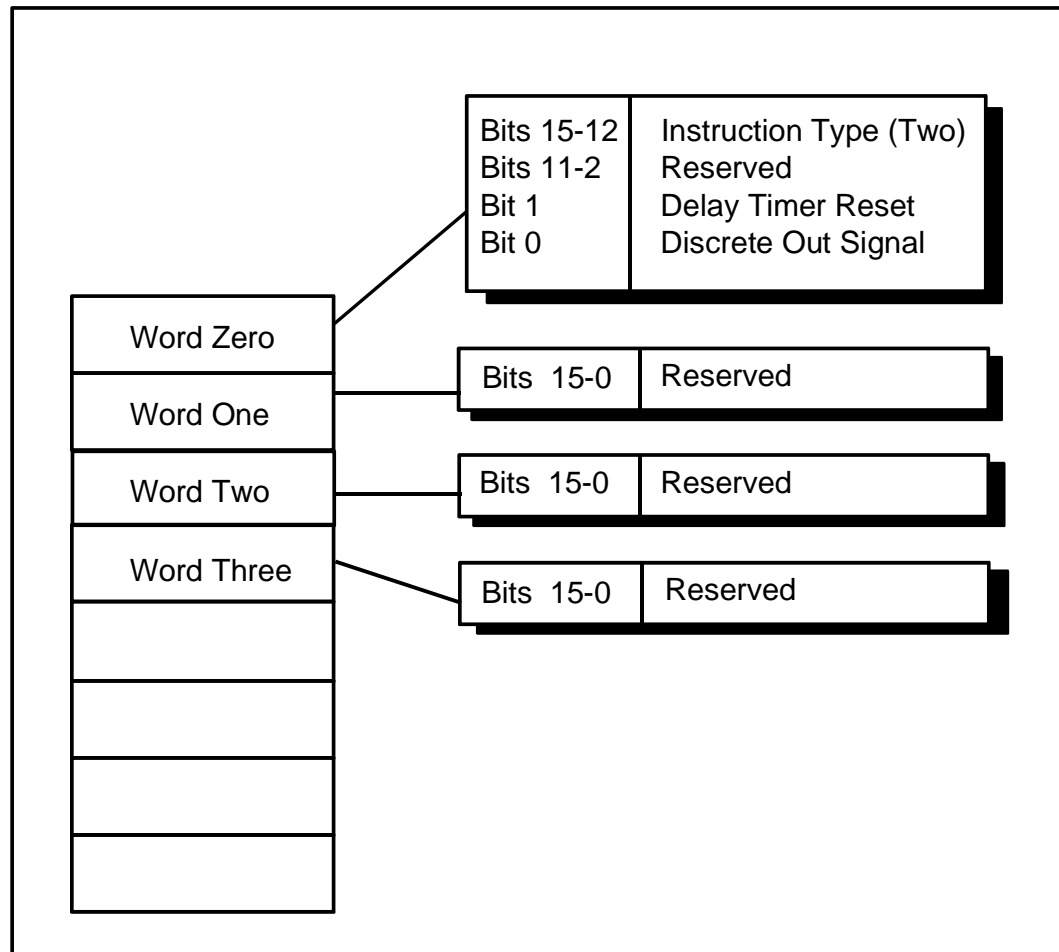 Bits 15-12 Instruction Type (Two)
Bits 11-2 Reserved
Bit 1 Delay Timer Reset
Bit 0 Discrete Out Signal
Word Zero
Bits 15-0 Reserved
Word One
Bits 15-0 Reserved
Word Two
Word Three
Bits 15-0 Reserved